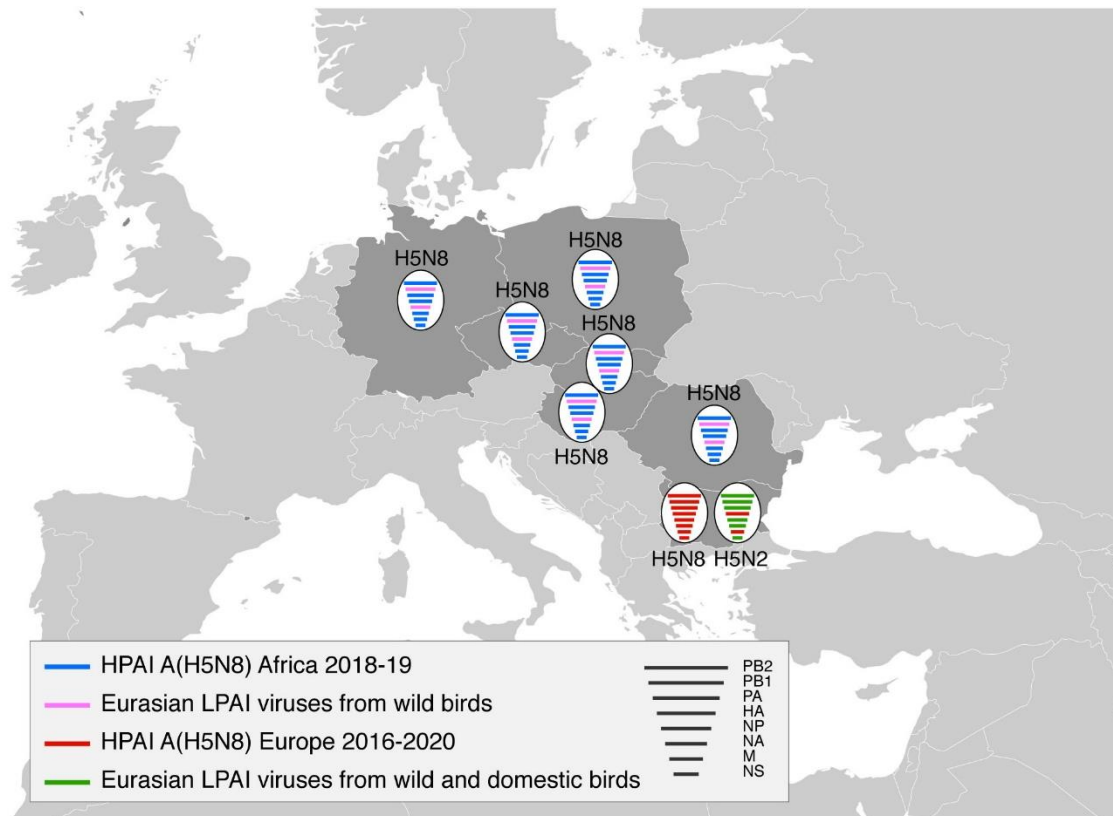 H5N8
H5N8
H5N8
H5N8
H5N8
H5N8
H5N8
H5N2
HPAI A(H5N8) Africa 2018-19
Eurasian LPAI viruses from wild birds
HPAI A(H5N8) Europe 2016-2020
Eurasian LPAI viruses from wild and domestic birds
PB2
PB1
PA
HA
NP
NA
M
NS